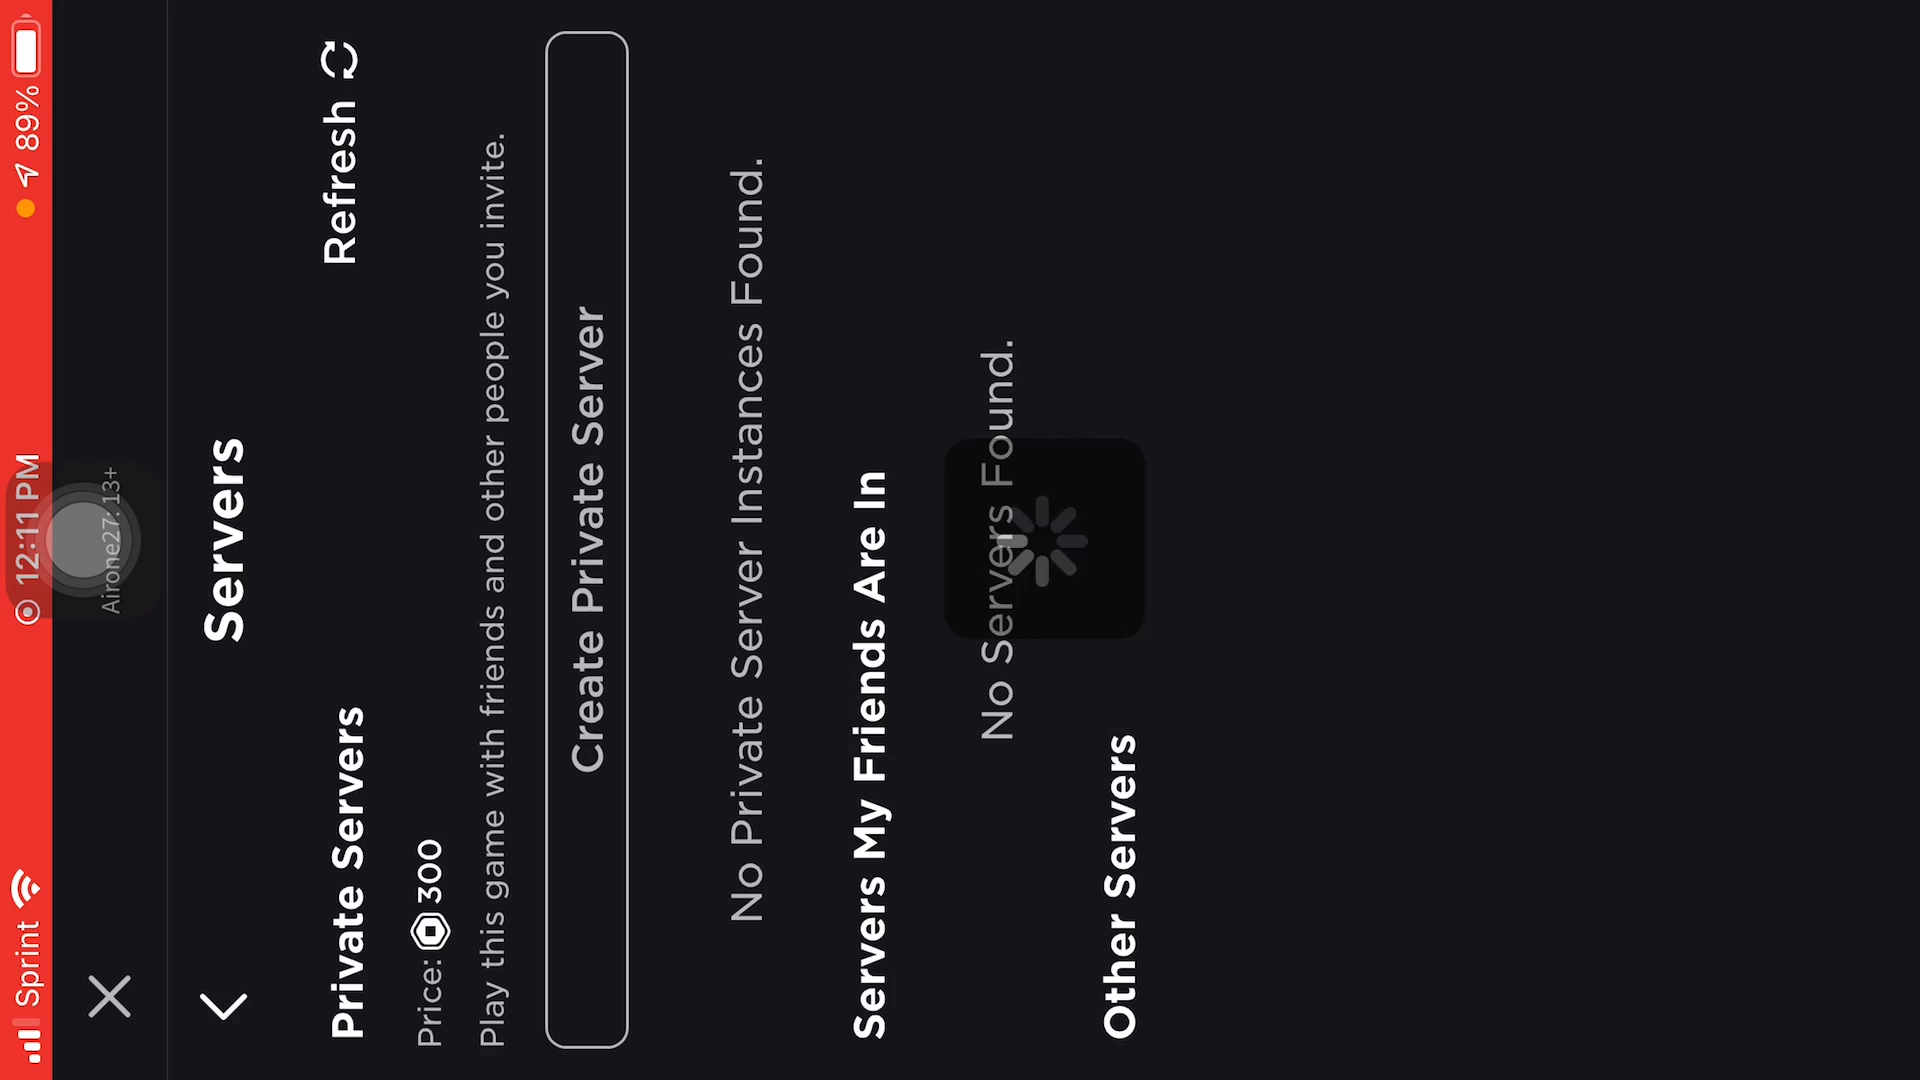 Sprint 12:11 PM 89%
Airone27: 13+
Servers
Private Servers Refresh
Price: 300
Play this game with friends and other people you invite.
Create Private Server
No Private Server Instances Found.
Servers My Friends Are In
No Servers Found.
Other Servers